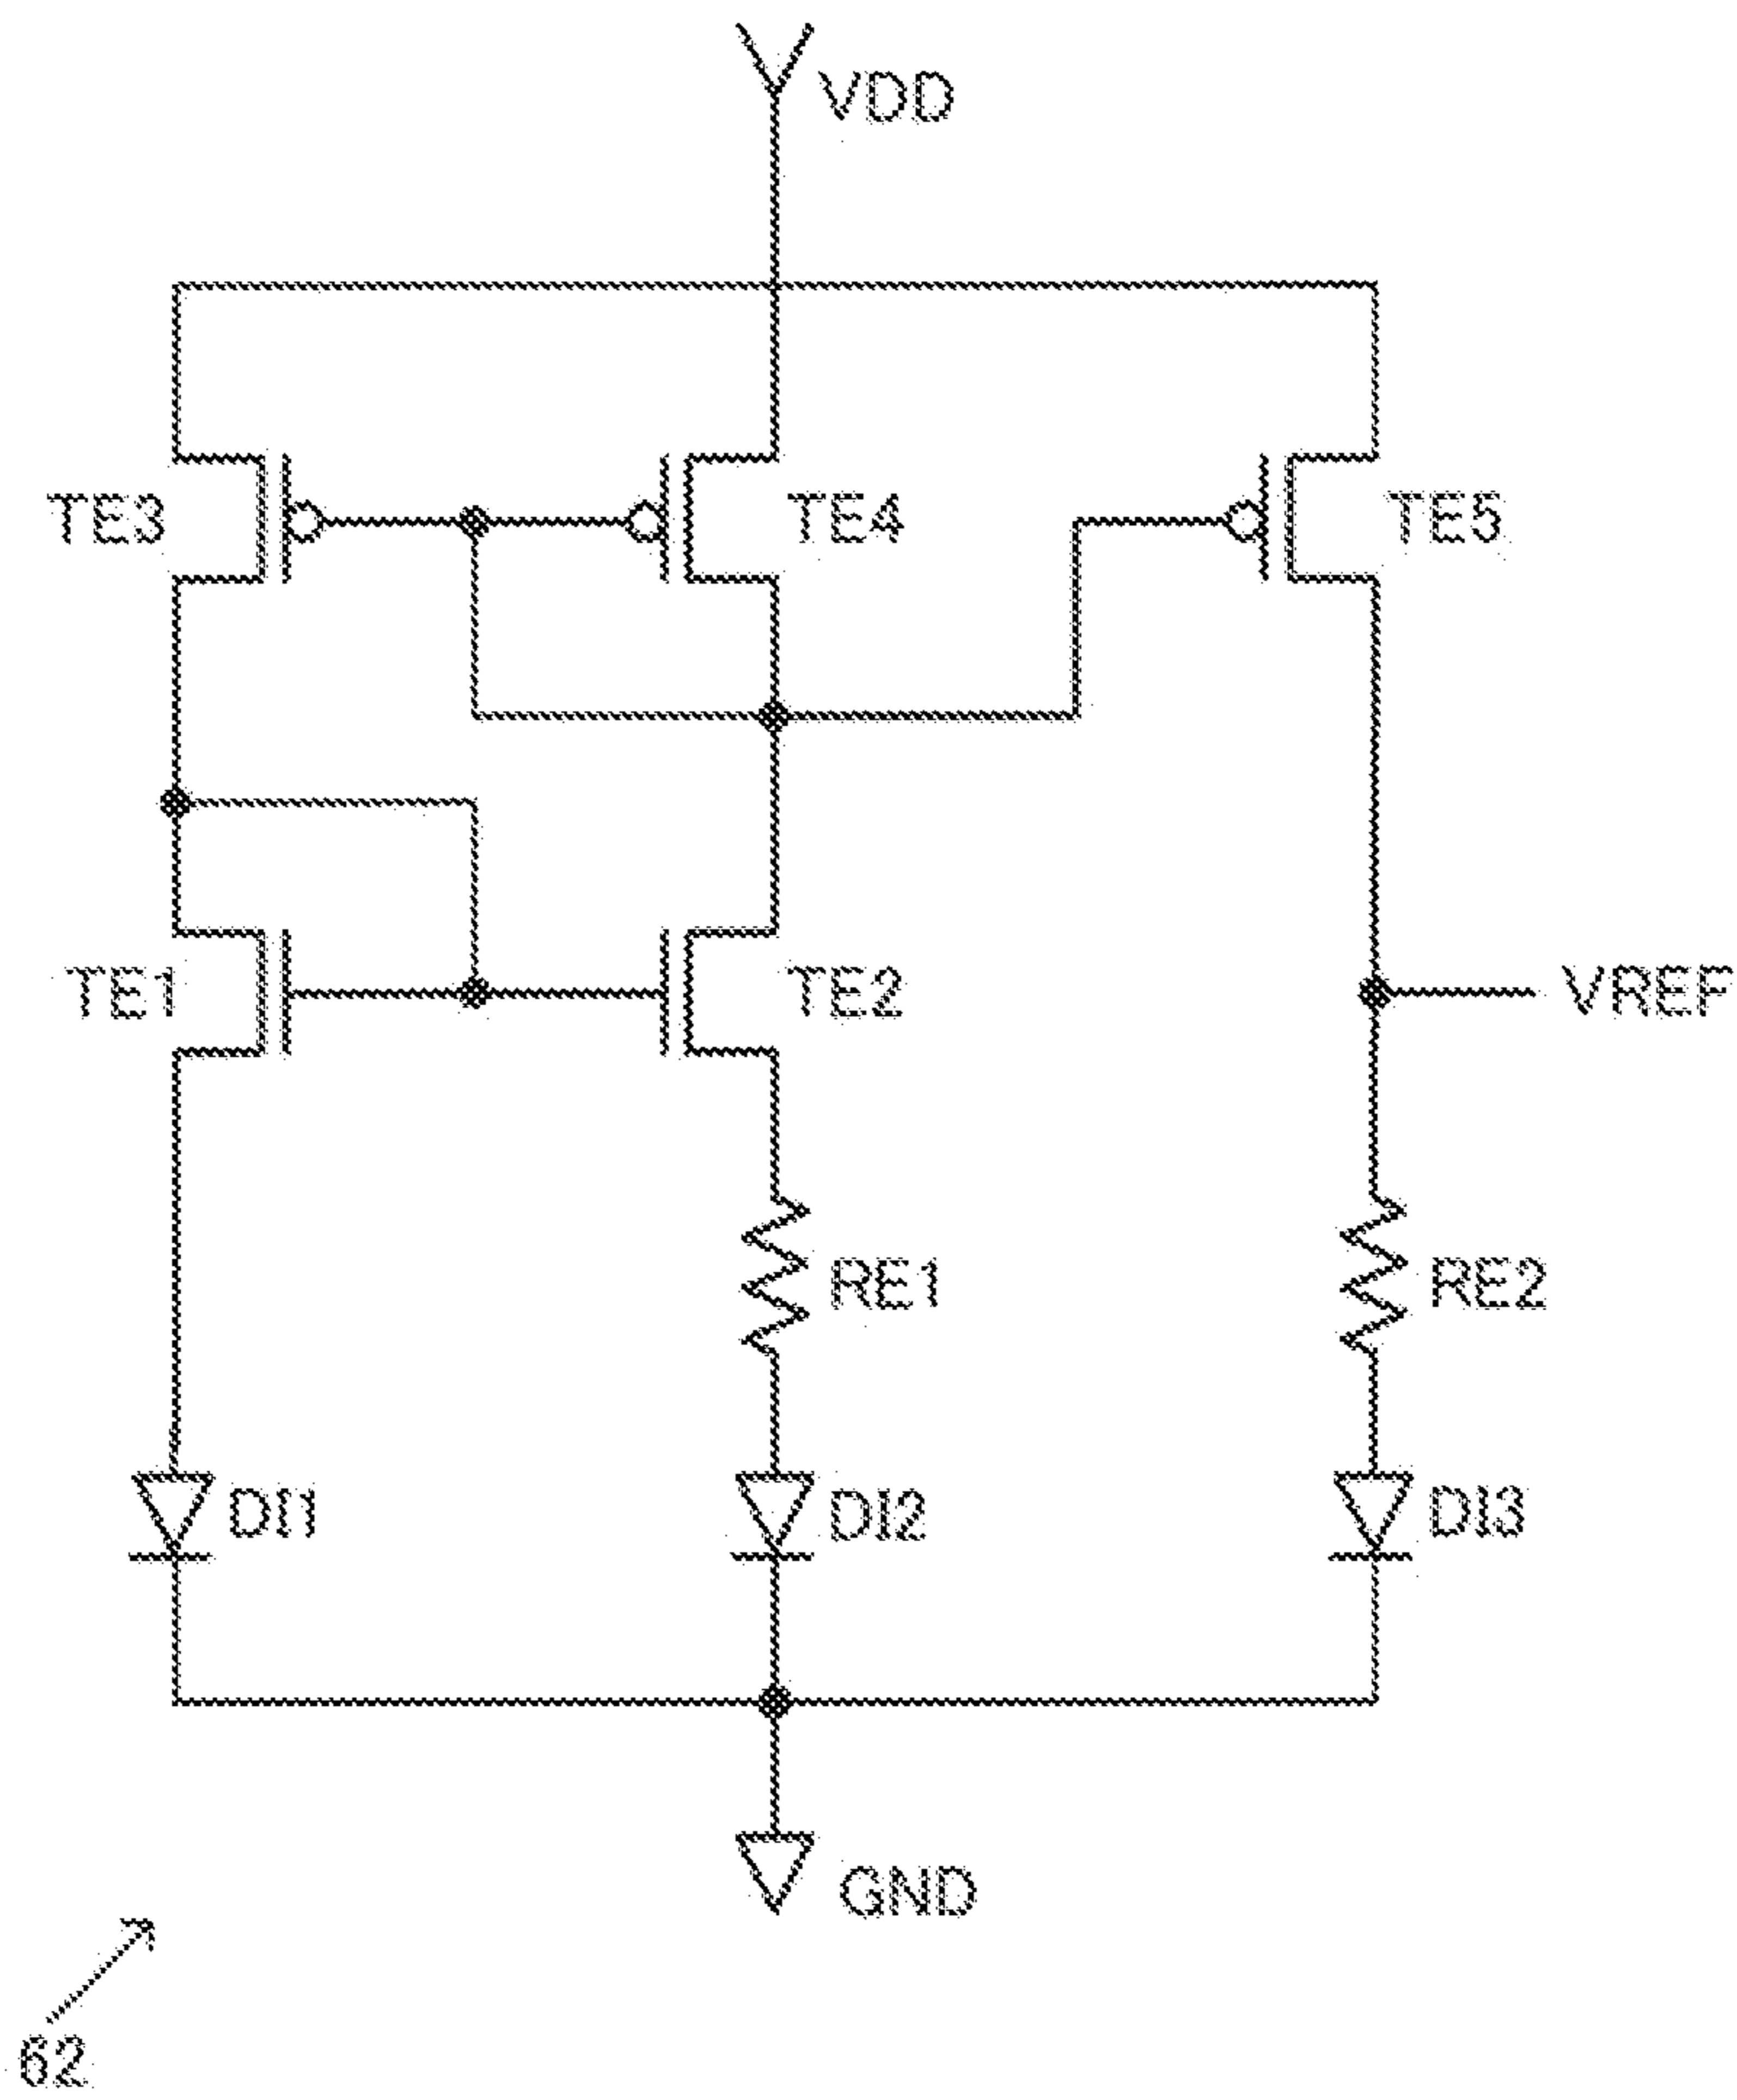 VDD
TE3
TE4
TE5
TE1
TE2
VREF
RE1
RE2
DI1
DI2
DI3
GND
62